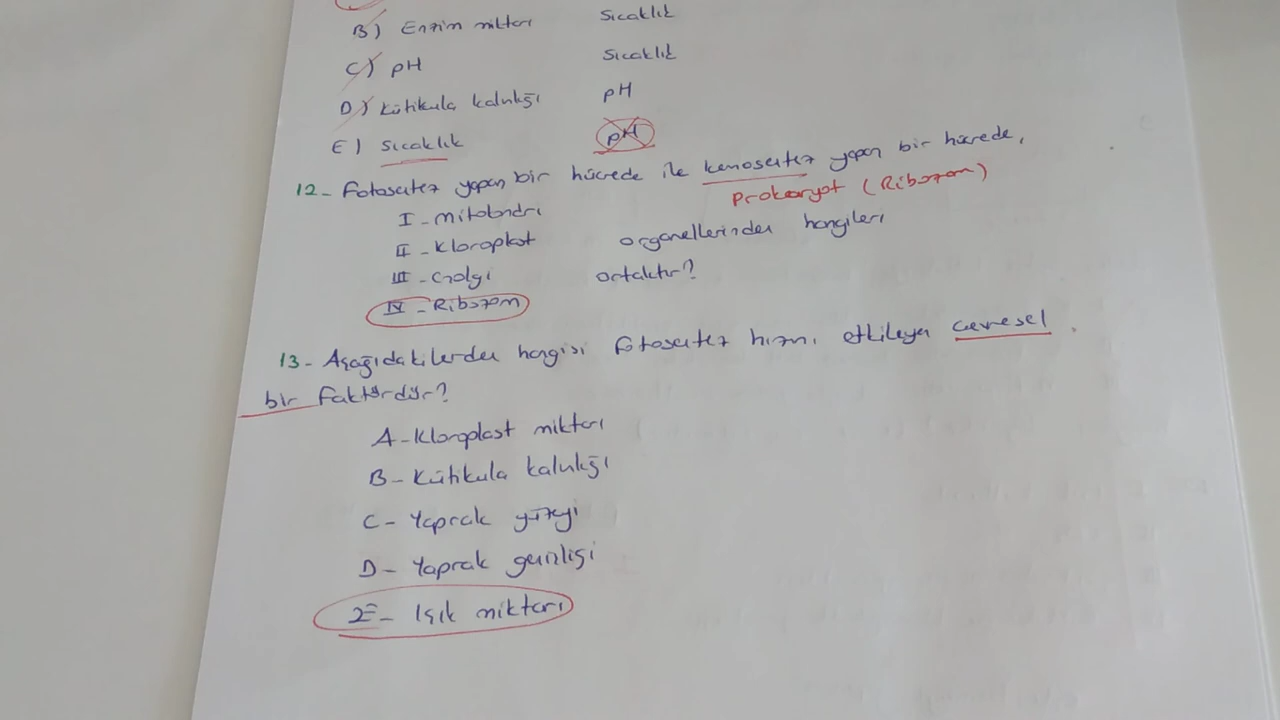 B) Enzim miktarı Sıcaklık
C) pH Sıcaklık
D) Kütikula kalınlığı pH
E) Sıcaklık pH
12- Fotosentez yapan bir hücrede ile kemosentez yapan bir hücrede,
Prokaryot (Ribozom)
I - Mitokondri
II - Kloroplast organellerinden hangileri
III - Golgi ortaktır?
IV - Ribozom
13- Aşağıdakilerden hangisi fotosentez hızını etkileyen çevresel
bir faktördür?
A - Kloroplast miktarı
B - Kütikula kalınlığı
C - Yaprak yüzeyi
D - Yaprak genişliği
E - Işık miktarı